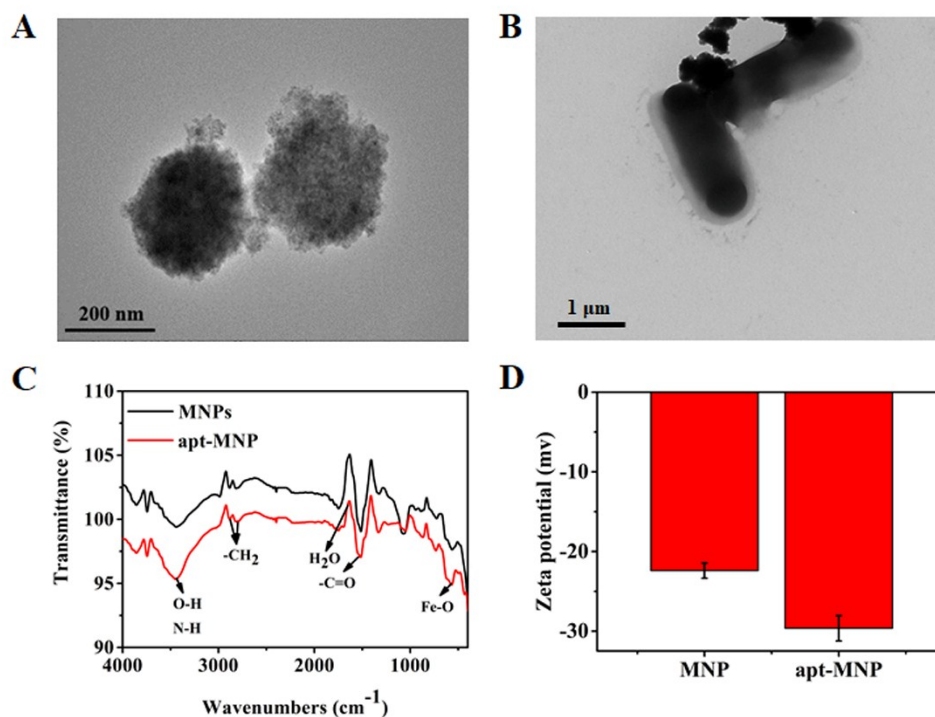 A
200 nm
B
1 μm
C
110
105
100
95
90
Transmittance (%)
MNPs
apt-MNP
-CH2
H2O
-C=O
O-H
N-H
Fe-O
4000
3000
2000
1000
Wavenumbers (cm-1)
D
0
-10
-20
-30
Zeta potential (mv)
MNP
apt-MNP